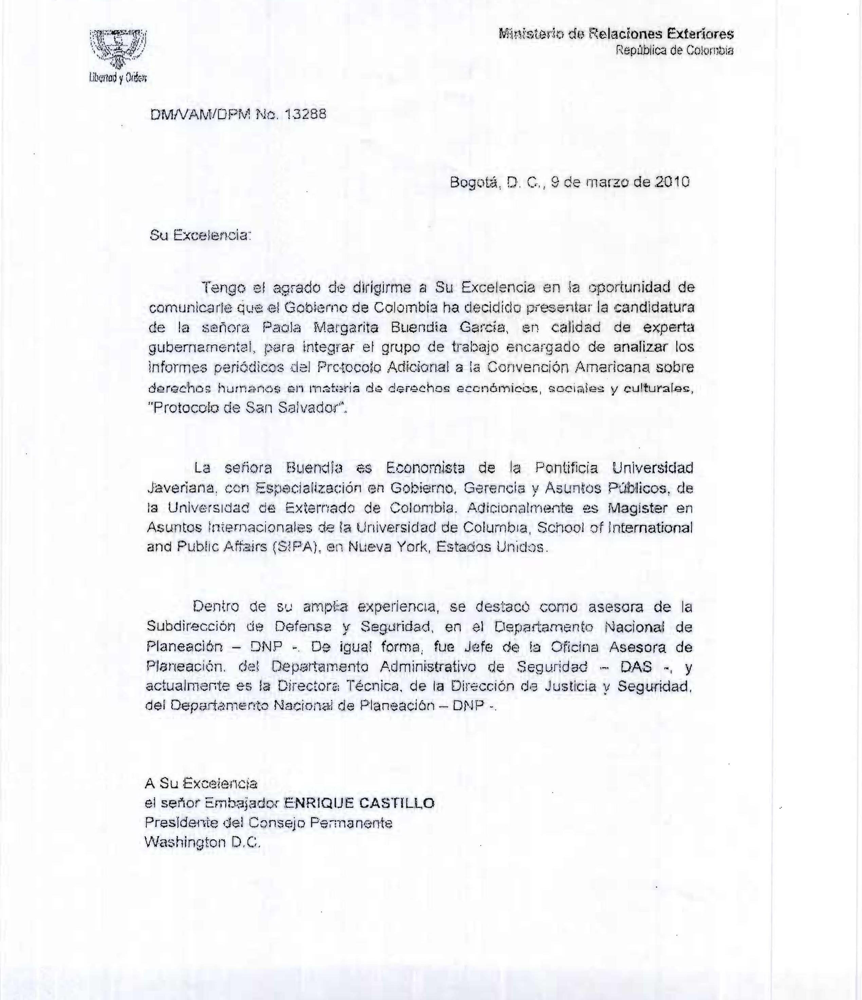 Ministerio de Relaciones Exteriores
República de Colombia
Libertad y Orden
DM/VAM/DPM No. 13288
Bogotá, D. C., 9 de marzo de 2010
Su Excelencia:
Tengo el agrado de dirigirme a Su Excelencia en la oportunidad de
comunicarle que el Gobierno de Colombia ha decidido presentar la candidatura
de la señora Paola Margarita Buendía García, en calidad de experta
gubernamental, para integrar el grupo de trabajo encargado de analizar los
informes periódicos del Protocolo Adicional a la Convención Americana sobre
derechos humanos en materia de derechos económicos, sociales y culturales,
"Protocolo de San Salvador".
La señora Buendía es Economista de la Pontificia Universidad
Javeriana, con Especialización en Gobierno, Gerencia y Asuntos Públicos, de
la Universidad de Externado de Colombia. Adicionalmente es Magister en
Asuntos Internacionales de la Universidad de Columbia, School of International
and Public Affairs (SIPA), en Nueva York, Estados Unidos.
Dentro de su amplia experiencia, se destacó como asesora de la
Subdirección de Defensa y Seguridad, en el Departamento Nacional de
Planeación – DNP -. De igual forma, fue Jefe de la Oficina Asesora de
Planeación, del Departamento Administrativo de Seguridad – DAS -, y
actualmente es la Directora Técnica, de la Dirección de Justicia y Seguridad,
del Departamento Nacional de Planeación – DNP -.
A Su Excelencia
el señor Embajador ENRIQUE CASTILLO
Presidente del Consejo Permanente
Washington D.C.